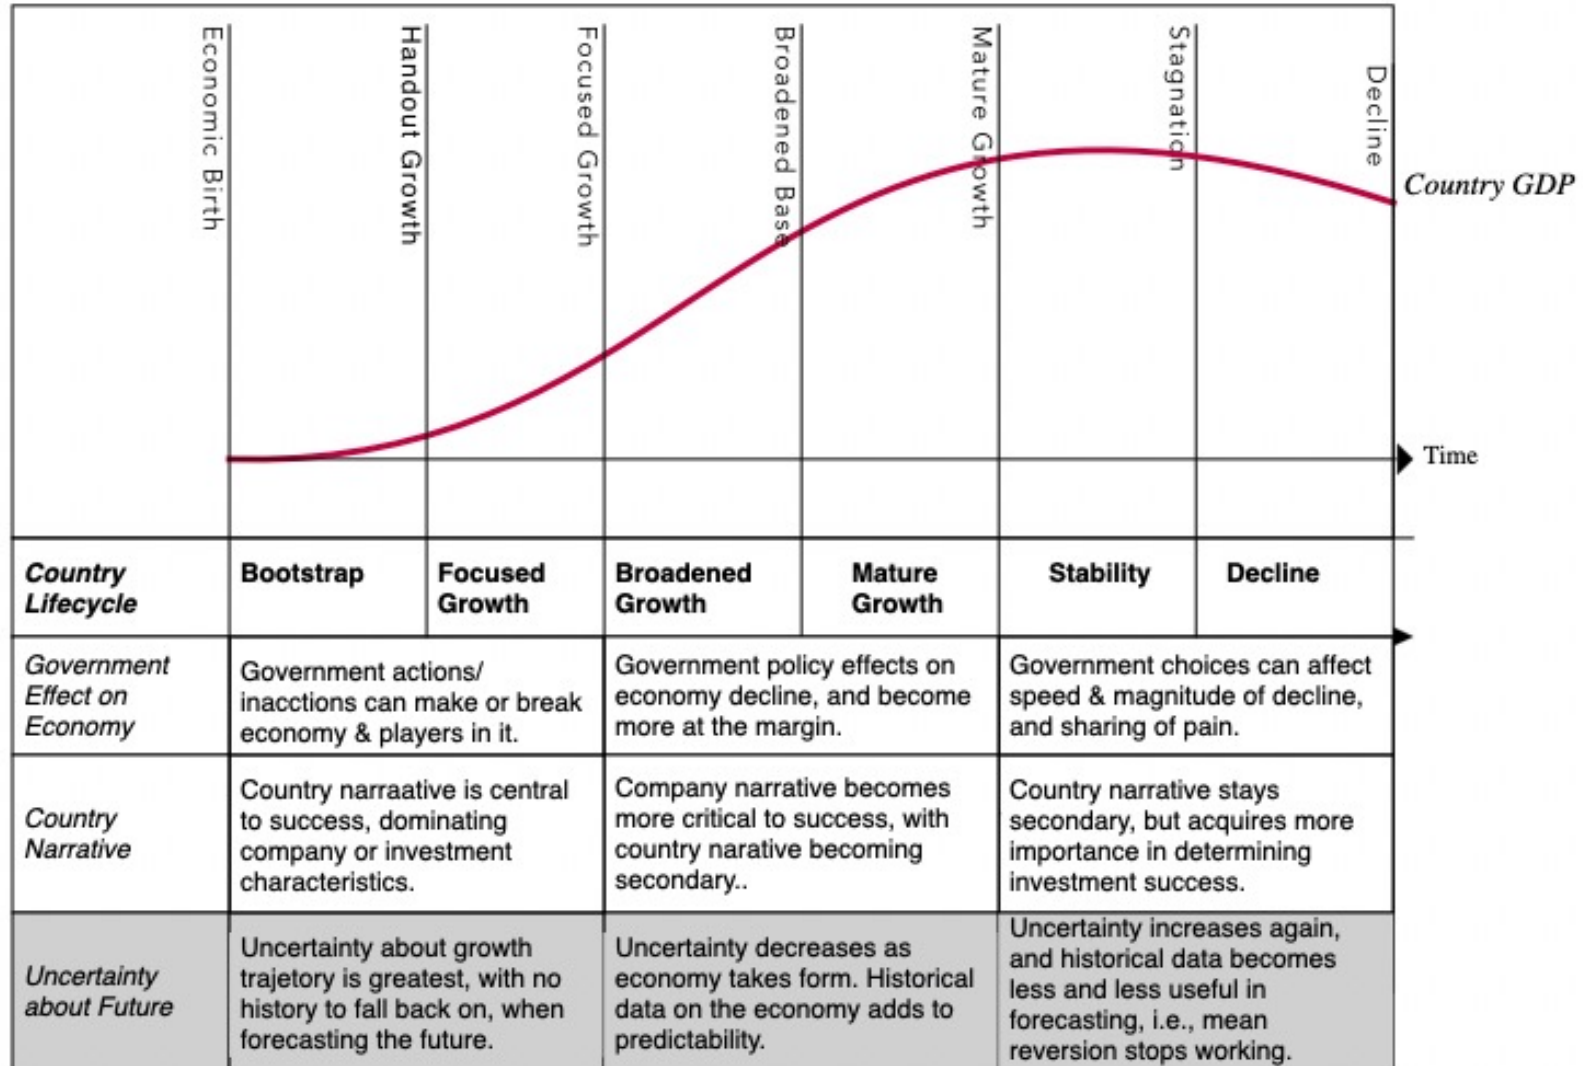 Economic Birth
Handout Growth
Focused Growth
Broadened Base
Mature Growth
Stagnation
Decline
Country GDP
Time
Country
Lifecycle
Bootstrap
Focused
Growth
Broadened
Growth
Mature
Growth
Stability
Decline
Government
Effect on
Economy
Government actions/
inacctions can make or break
economy & players in it.
Government policy effects on
economy decline, and become
more at the margin.
Government choices can affect
speed & magnitude of decline,
and sharing of pain.
Country
Narrative
Country narraative is central
to success, dominating
company or investment
characteristics.
Company narrative becomes
more critical to success, with
country narative becoming
secondary..
Country narrative stays
secondary, but acquires more
importance in determining
investment success.
Uncertainty
about Future
Uncertainty about growth
trajetory is greatest, with no
history to fall back on, when
forecasting the future.
Uncertainty decreases as
economy takes form. Historical
data on the economy adds to
predictability.
Uncertainty increases again,
and historical data becomes
less and less useful in
forecasting, i.e., mean
reversion stops working.